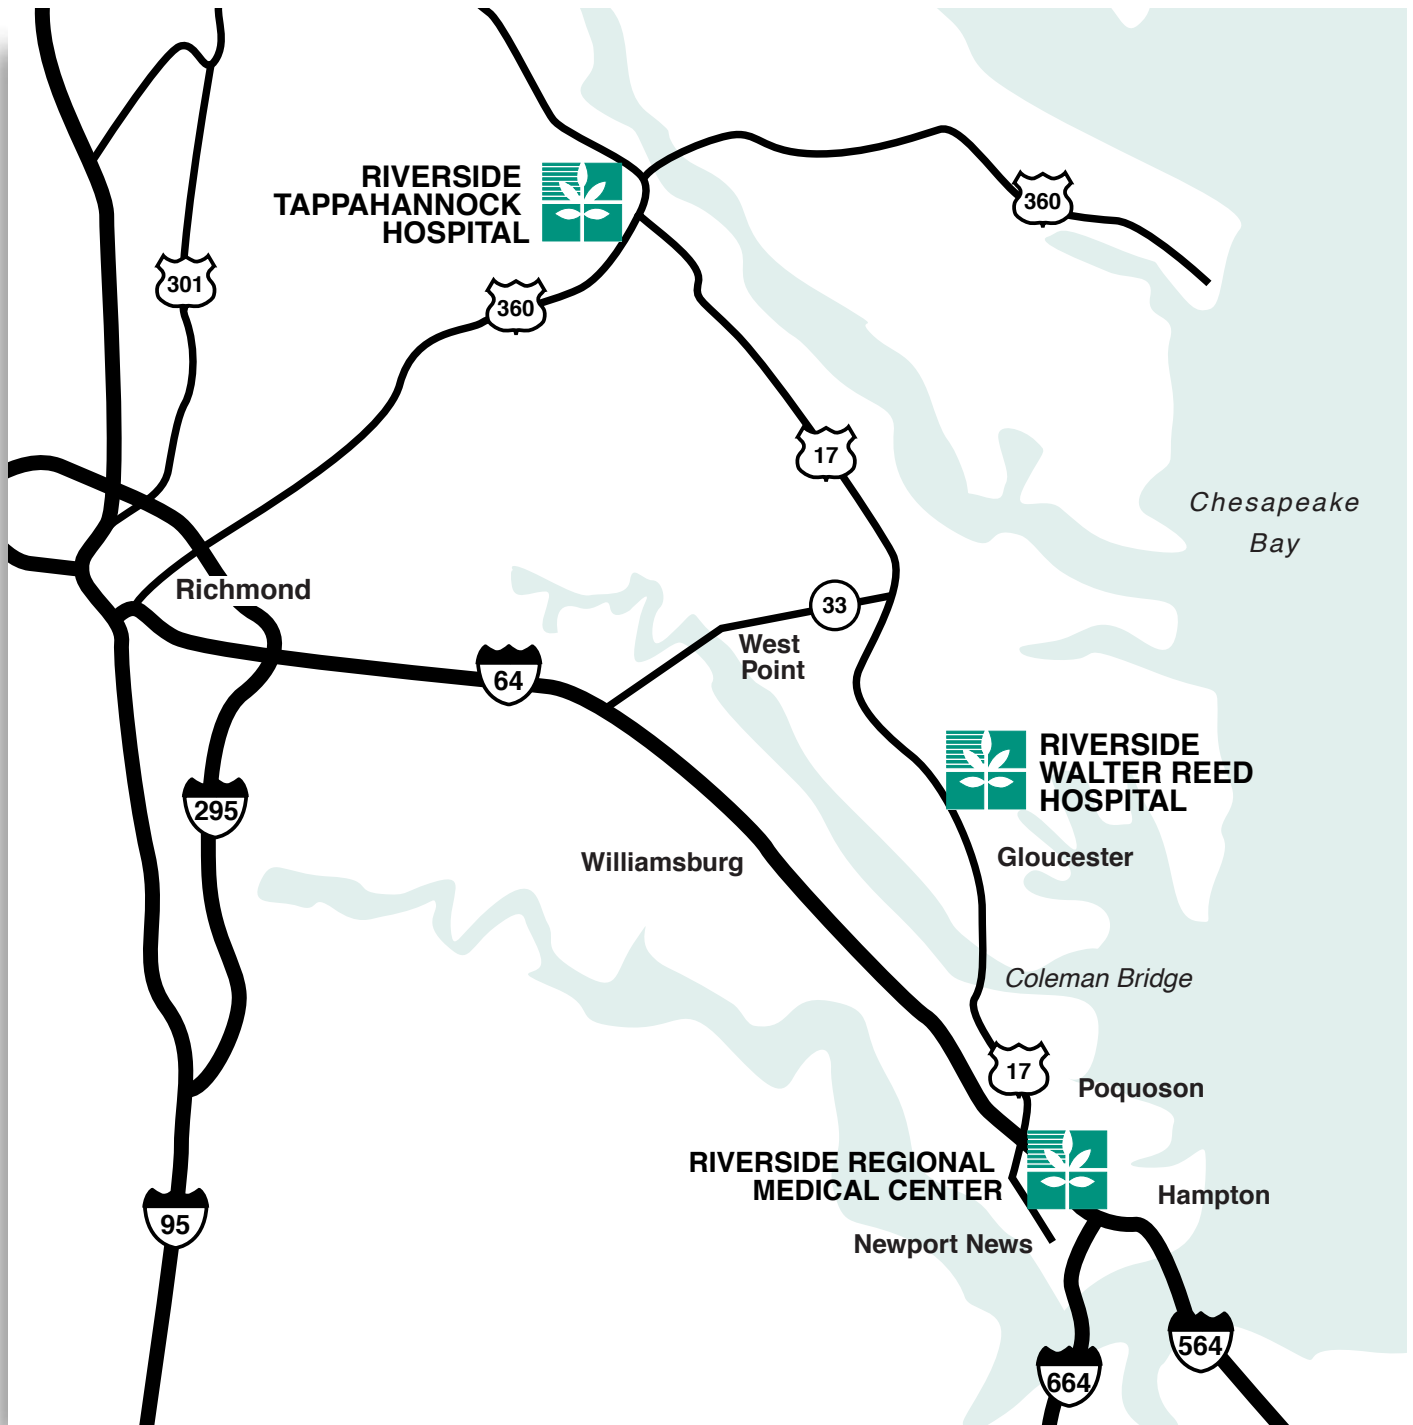 RIVERSIDE
TAPPAHANNOCK
HOSPITAL
360
301
360
17
Chesapeake
Bay
Richmond
33
West
Point
64
RIVERSIDE
WALTER REED
HOSPITAL
295
Williamsburg
Gloucester
Coleman Bridge
17
Poquoson
RIVERSIDE REGIONAL
MEDICAL CENTER
Hampton
95
Newport News
564
664